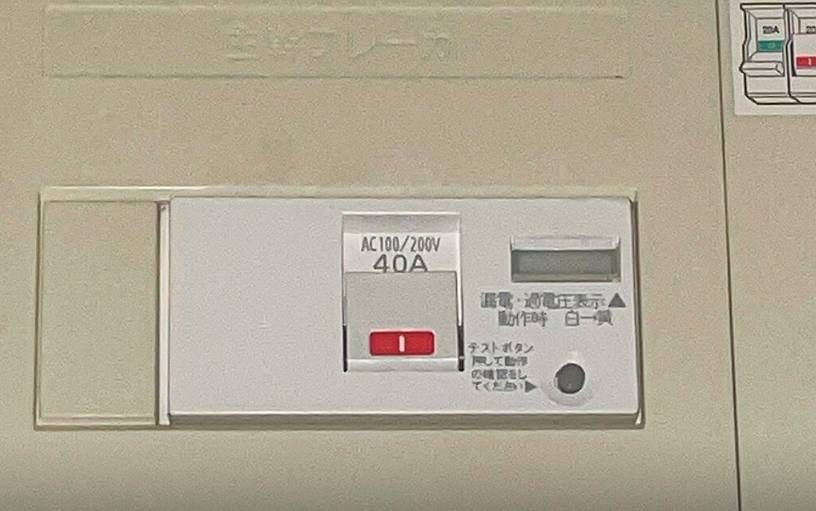 主幹ブレーカ
20A
AC100/200V
40A
漏電・過電圧表示▲
動作時 白→黄
テストボタン
押して動作
の確認をし
てください▶